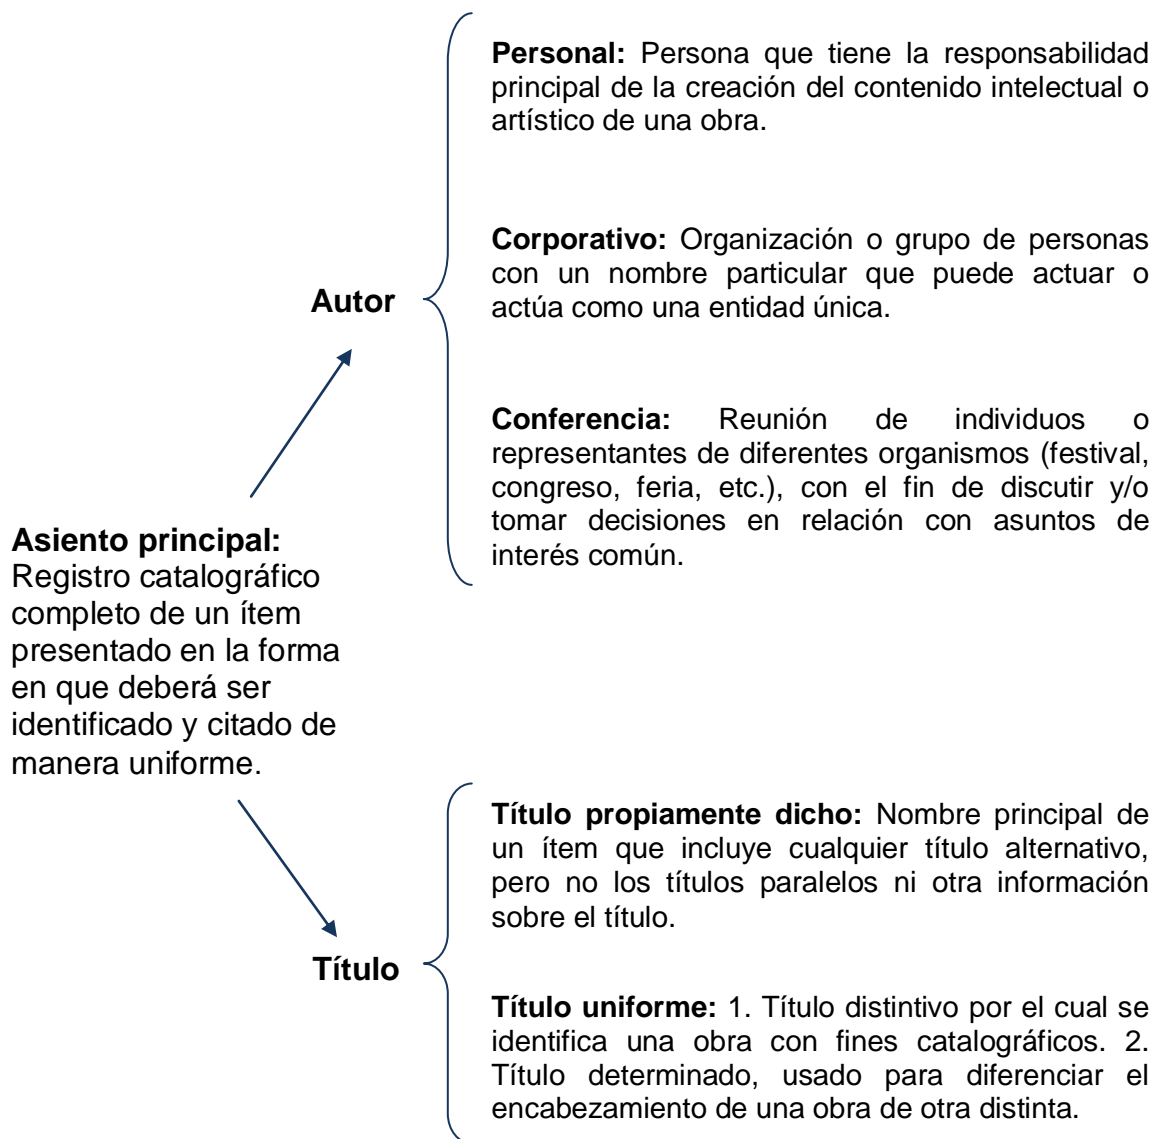 Personal: Persona que tiene la responsabilidad
principal de la creación del contenido intelectual o
artístico de una obra.
Corporativo: Organización o grupo de personas
con un nombre particular que puede actuar o
actúa como una entidad única.
Autor
Conferencia: Reunión de individuos o
representantes de diferentes organismos (festival,
congreso, feria, etc.), con el fin de discutir y/o
tomar decisiones en relación con asuntos de
interés común.
Asiento principal:
Registro catalográfico
completo de un ítem
presentado en la forma
en que deberá ser
identificado y citado de
manera uniforme.
Título propiamente dicho: Nombre principal de
un ítem que incluye cualquier título alternativo,
pero no los títulos paralelos ni otra información
sobre el título.
Título
Título uniforme: 1. Título distintivo por el cual se
identifica una obra con fines catalográficos. 2.
Título determinado, usado para diferenciar el
encabezamiento de una obra de otra distinta.